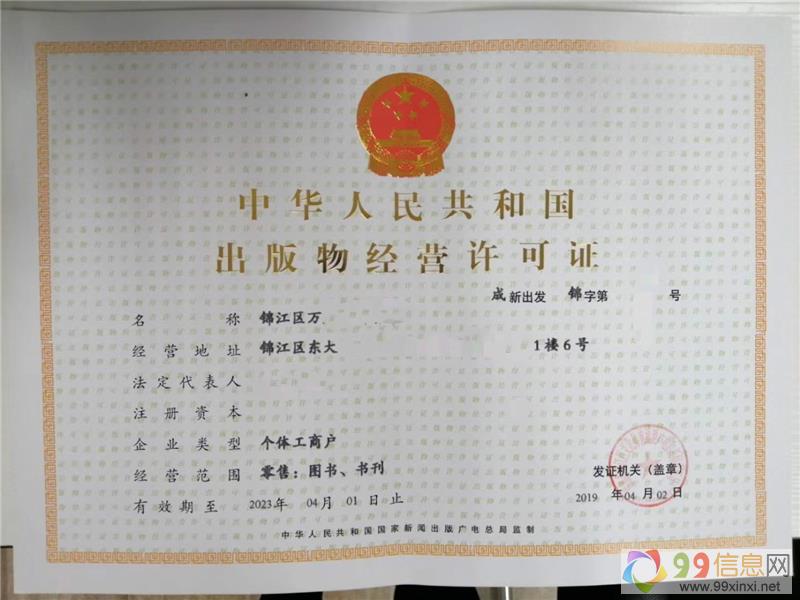 中华人民共和国
出版物经营许可证
成新出发 锦字第 号
名称 锦江区万
经营地址 锦江区东大 1楼6号
法定代表人
注册资本
企业类型 个体工商户
经营范围 零售：图书、书刊
发证机关（盖章）
有效期至 2023年 04月 01日止
2019 年04月02日
中华人民共和国国家新闻出版广电总局监制
99信息网
www.99xinxi.net